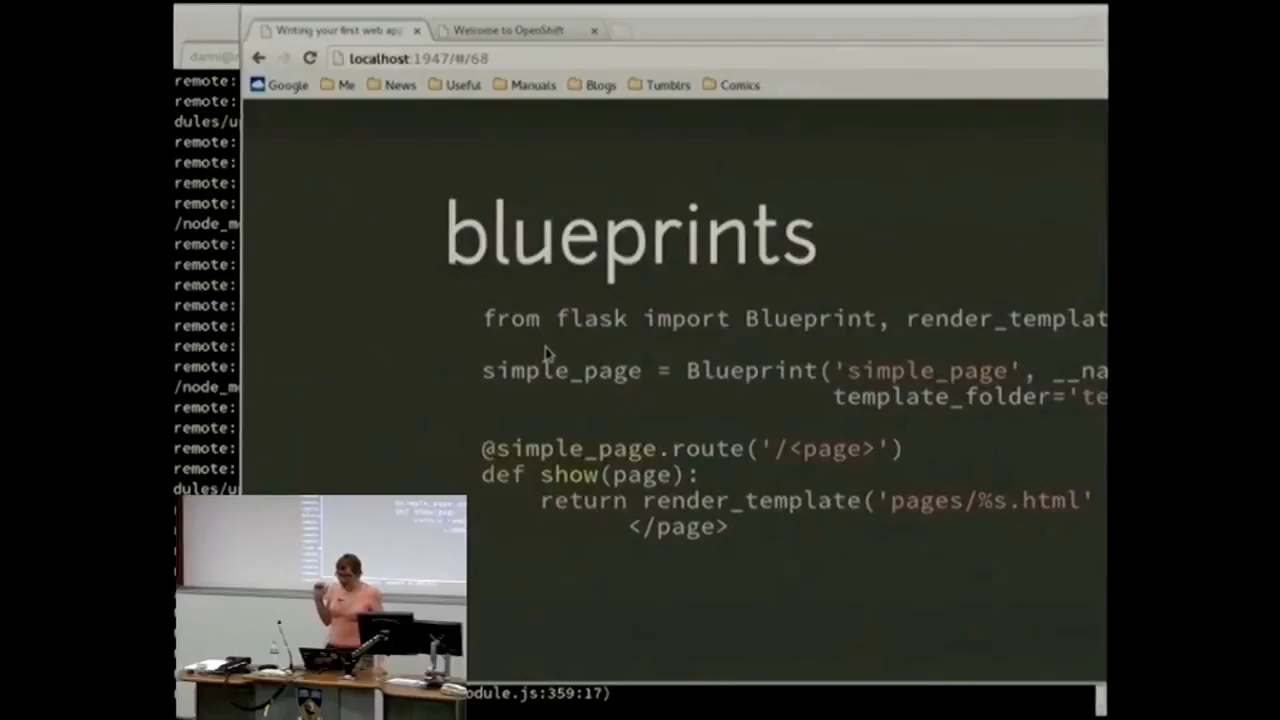 Writing your first web app
Welcome to OpenShift
localhost:1947/#/68
Google Me News Useful Manuals Blogs Tumblrs Comics
remote:
remote:
dules/u
remote:
remote:
remote:
remote:
/node_m
remote:
remote:
remote:
remote:
remote:
remote:
remote:
/node_m
remote:
remote:
remote:
remote:
dules/u
blueprints
from flask import Blueprint, render_templat
simple_page = Blueprint('simple_page', __na
template_folder='te
@simple_page.route('/<page>')
def show(page):
return render_template('pages/%s.html'
</page>
odule.js:359:17)